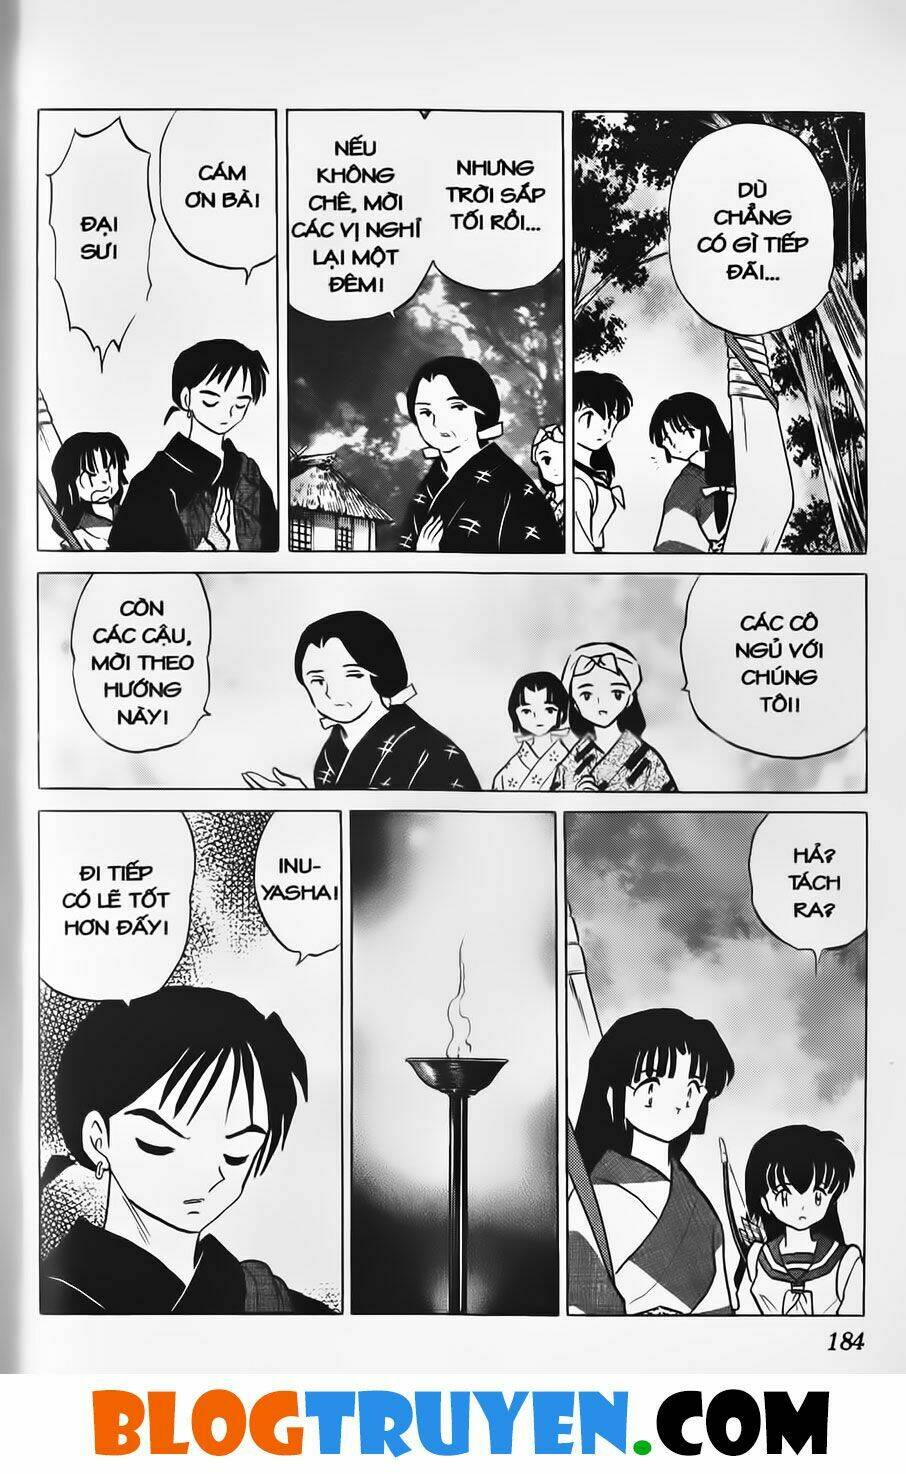 DÙ
CHẲNG
CÓ GÌ TIẾP
ĐÃI...
NHƯNG
TRỜI SẮP
TỐI RỒI...
NẾU
KHÔNG
CHÊ, MỜI
CÁC VỊ NGHỈ
LẠI MỘT
ĐÊM!
CÁM
ƠN BÀ!
ĐẠI
SƯ!
CÁC CÔ
NGỦ VỚI
CHÚNG
TÔI!
CÒN
CÁC CẬU,
MỜI THEO
HƯỚNG
NÀY!
HẢ?
TÁCH
RA?
INU-
YASHA!
ĐI TIẾP
CÓ LẼ TỐT
HƠN ĐẤY!
184
BLOGTRUYEN.COM